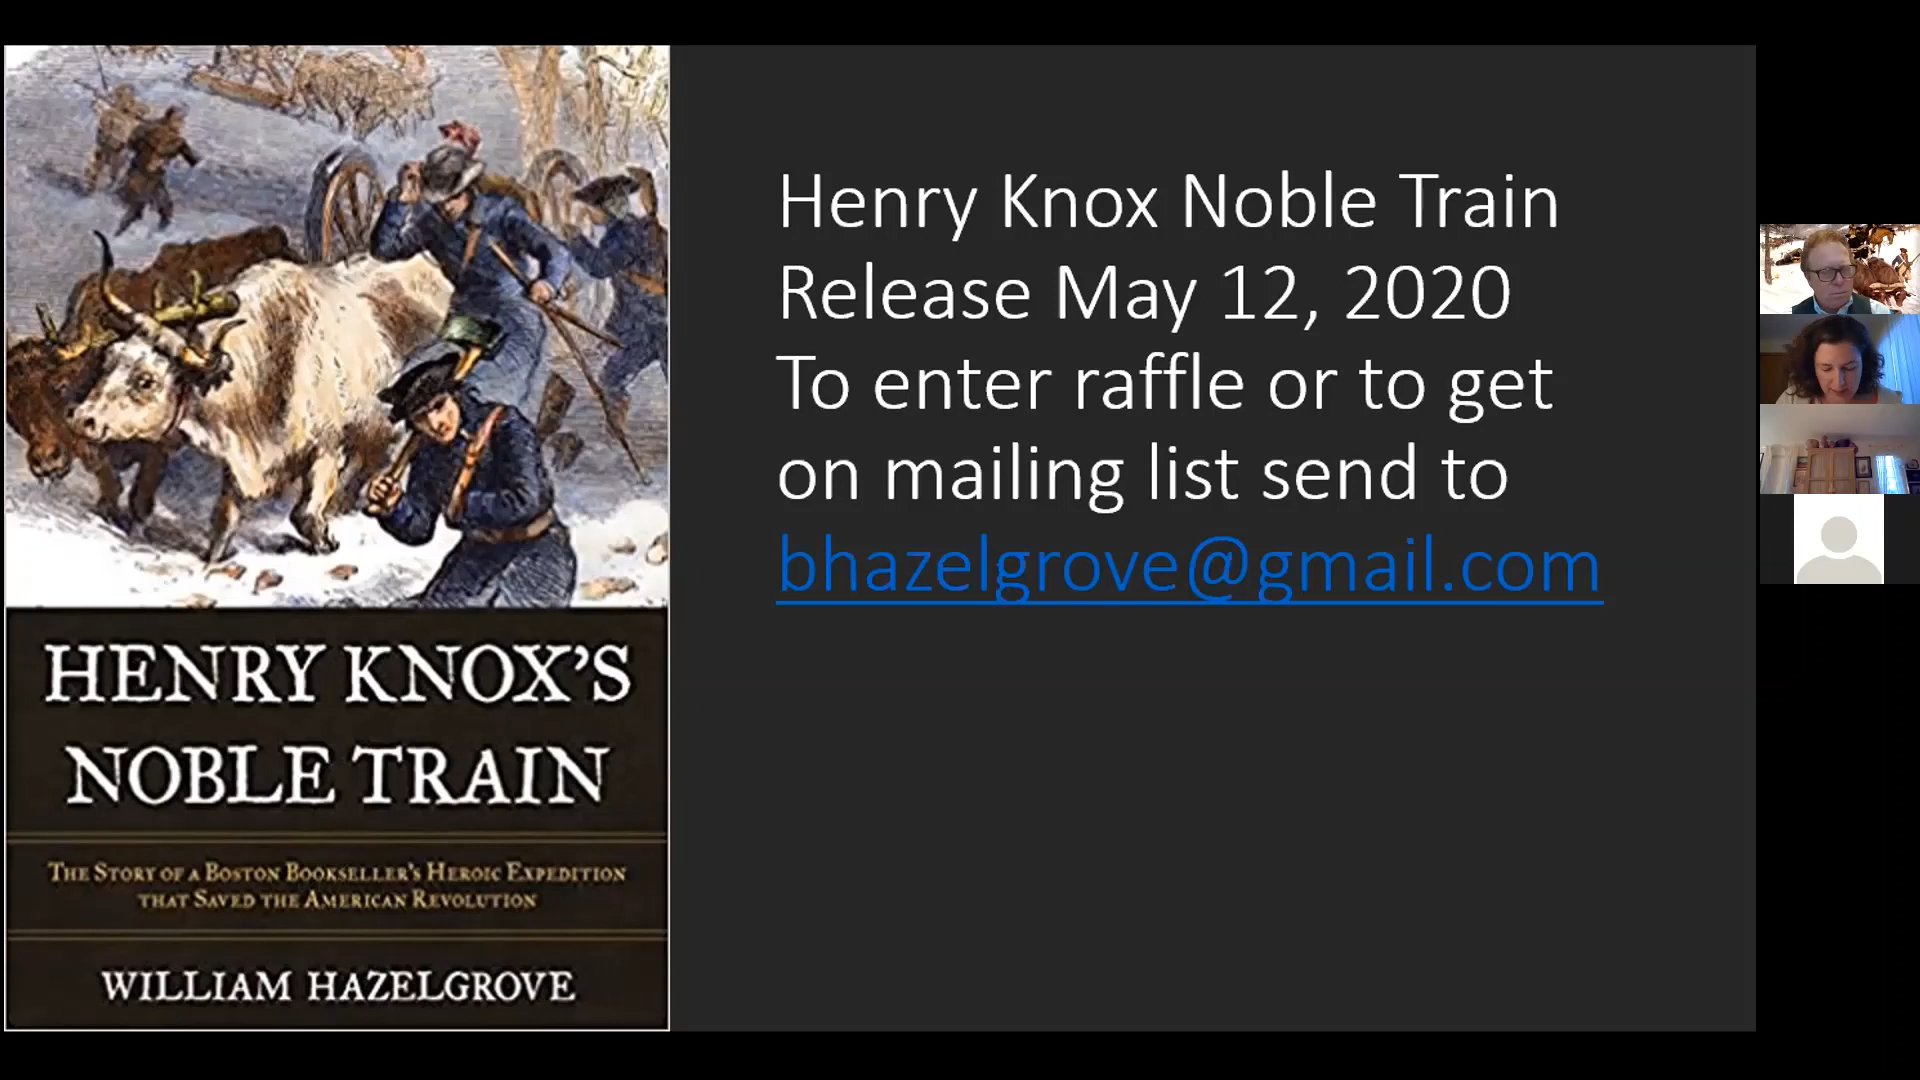 HENRY KNOX'S
NOBLE TRAIN
THE STORY OF A BOSTON BOOKSELLER'S HEROIC EXPEDITION
THAT SAVED THE AMERICAN REVOLUTION
WILLIAM HAZELGROVE
Henry Knox Noble Train
Release May 12, 2020
To enter raffle or to get
on mailing list send to
bhazelgrove@gmail.com